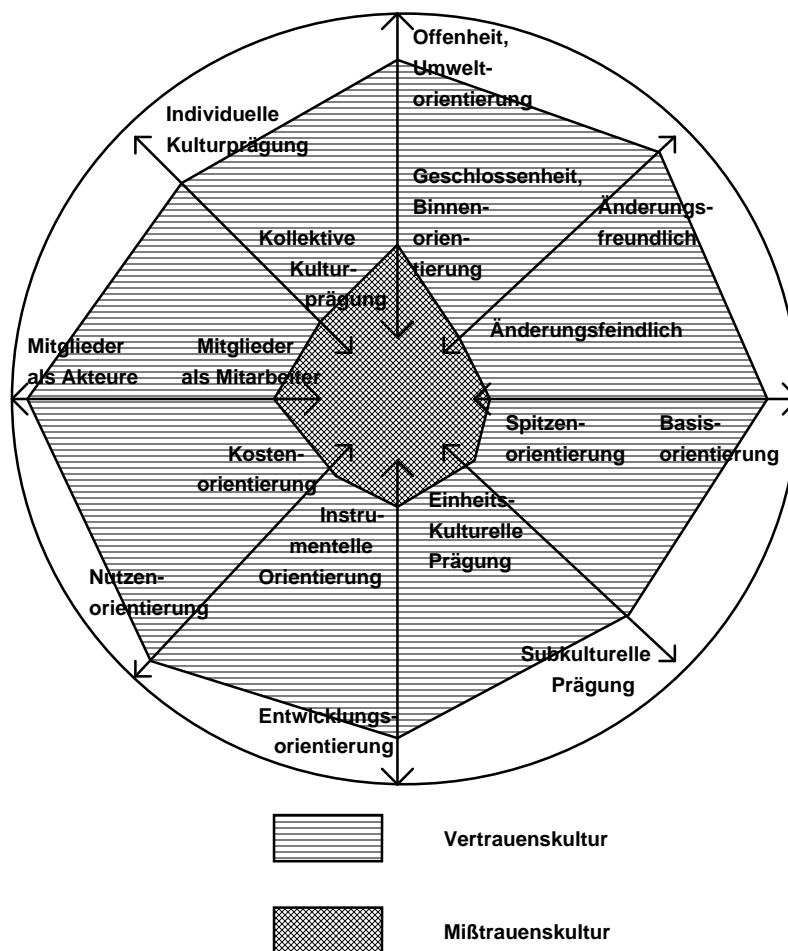 Offenheit,
Umwelt-
orientierung
Individuelle
Kulturprägung
Geschlossenheit,
Binnen-
orien-
tierung
Änderungs-
freundlich
Kollektive
Kultur-
prägung
Änderungsfeindlich
Mitglieder
als Akteure
Mitglieder
als Mitarbeiter
Spitzen-
orientierung
Basis-
orientierung
Kosten-
orientierung
Instru-
mentelle
Orientierung
Einheits-
Kulturelle
Prägung
Nutzen-
orientierung
Subkulturelle
Prägung
Entwicklungs-
orientierung
Vertrauenskultur
Mißtrauenskultur